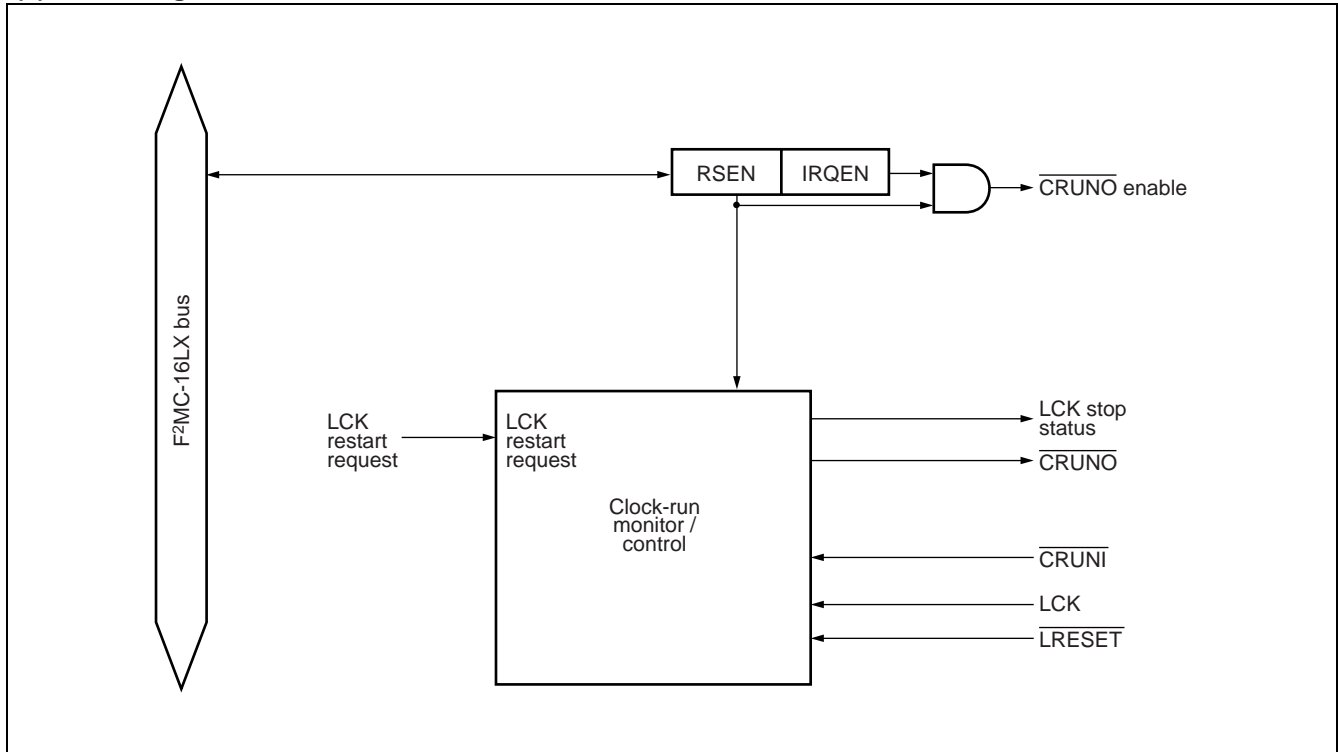 RSEN
IRQEN
CRUNO enable
F²MC-16LX bus
LCK
restart
request
LCK
restart
request
Clock-run
monitor /
control
LCK stop
status
CRUNO
CRUNI
LCK
LRESET